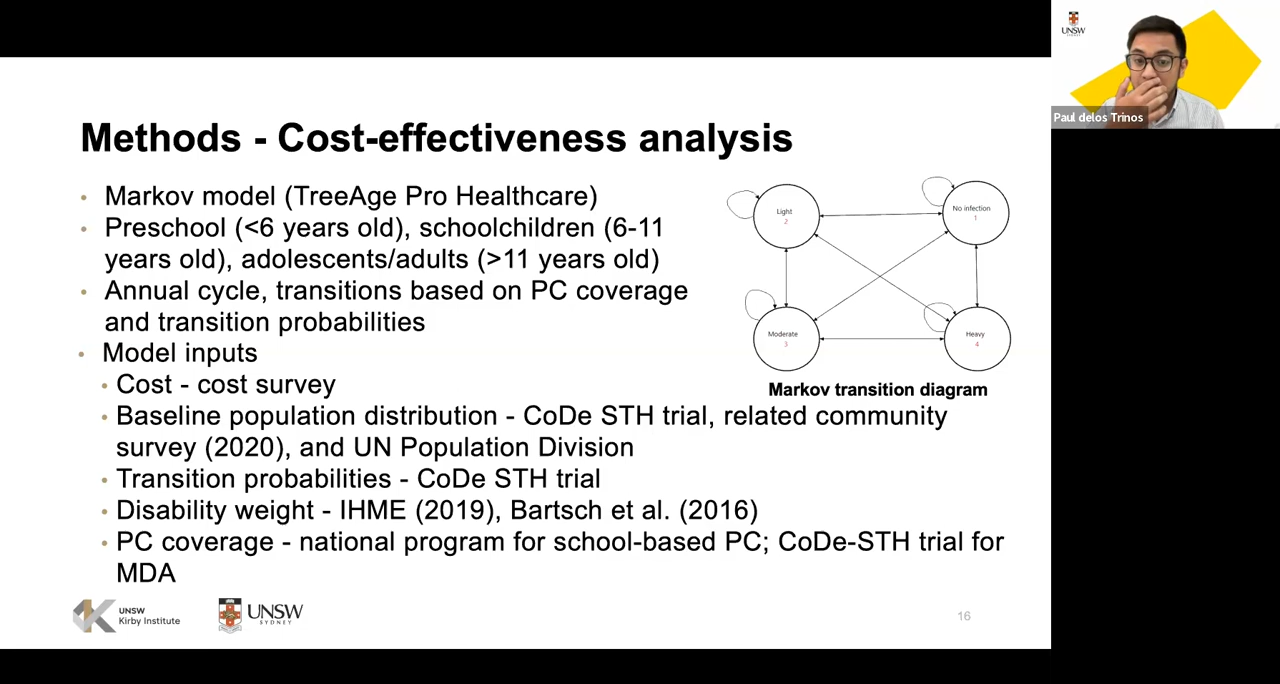 UNSW
SYDNEY
Paul delos Trinos
Methods - Cost-effectiveness analysis
• Markov model (TreeAge Pro Healthcare)
• Preschool (<6 years old), schoolchildren (6-11
years old), adolescents/adults (>11 years old)
• Annual cycle, transitions based on PC coverage
and transition probabilities
• Model inputs
• Cost - cost survey
• Baseline population distribution - CoDe STH trial, related community
survey (2020), and UN Population Division
• Transition probabilities - CoDe STH trial
• Disability weight - IHME (2019), Bartsch et al. (2016)
• PC coverage - national program for school-based PC; CoDe-STH trial for
MDA
Light
2
No infection
1
Moderate
3
Heavy
4
Markov transition diagram
UNSW
Kirby Institute
UNSW
SYDNEY
16